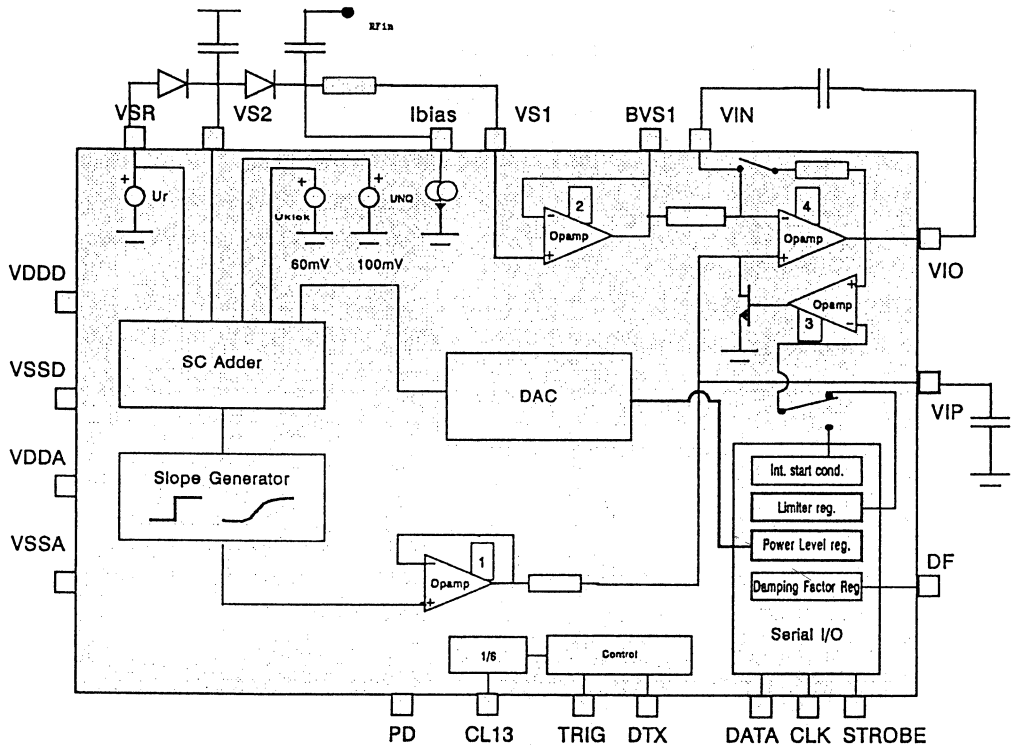 RFin
VSR
VS2
Ibias
VS1
BVS1
VIN
+
Ur
+
Uklok
60mV
+
UNO
100mV
-
2
Opamp
+
-
4
Opamp
+
VIO
VDDD
+
Opamp
3
-
SC Adder
VSSD
DAC
VIP
VDDA
Slope Generator
Int. start cond.
Limiter reg.
Power Level reg.
Damping Factor Reg
Serial I/O
DF
VSSA
-
1
Opamp
+
1/6
Control
PD
CL13
TRIG
DTX
DATA
CLK
STROBE